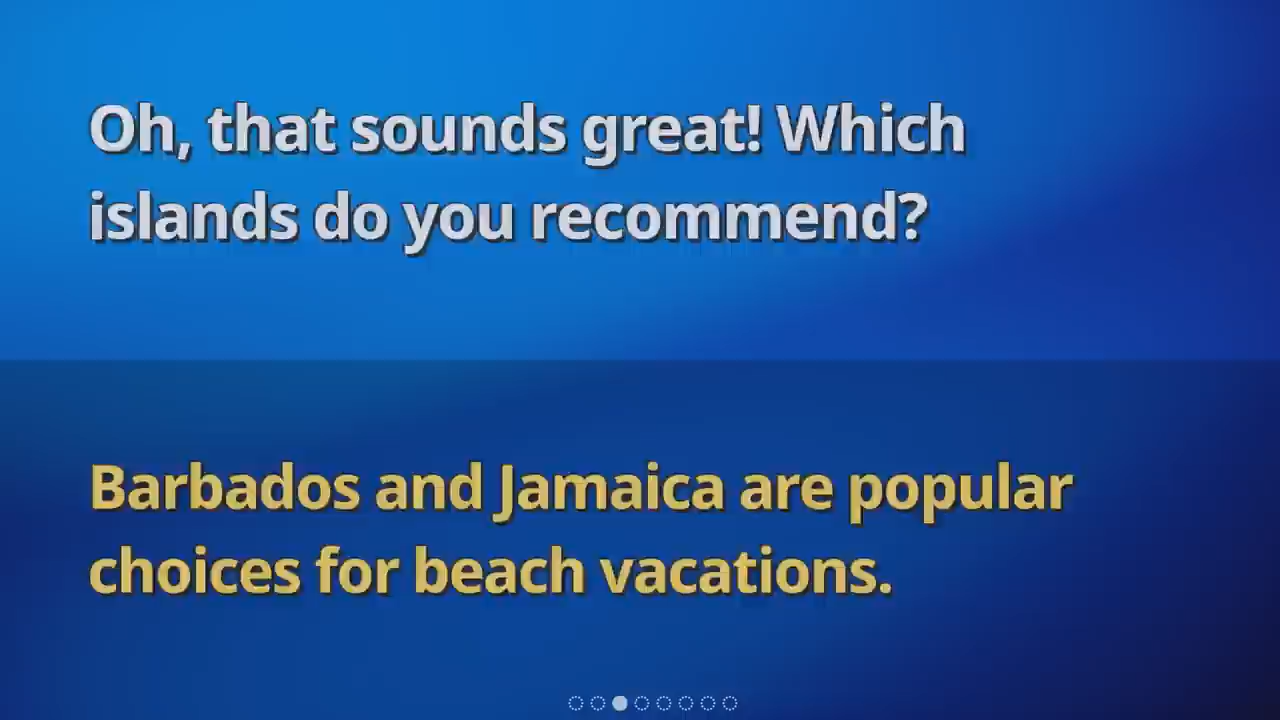 Oh, that sounds great! Which
islands do you recommend?
Barbados and Jamaica are popular
choices for beach vacations.